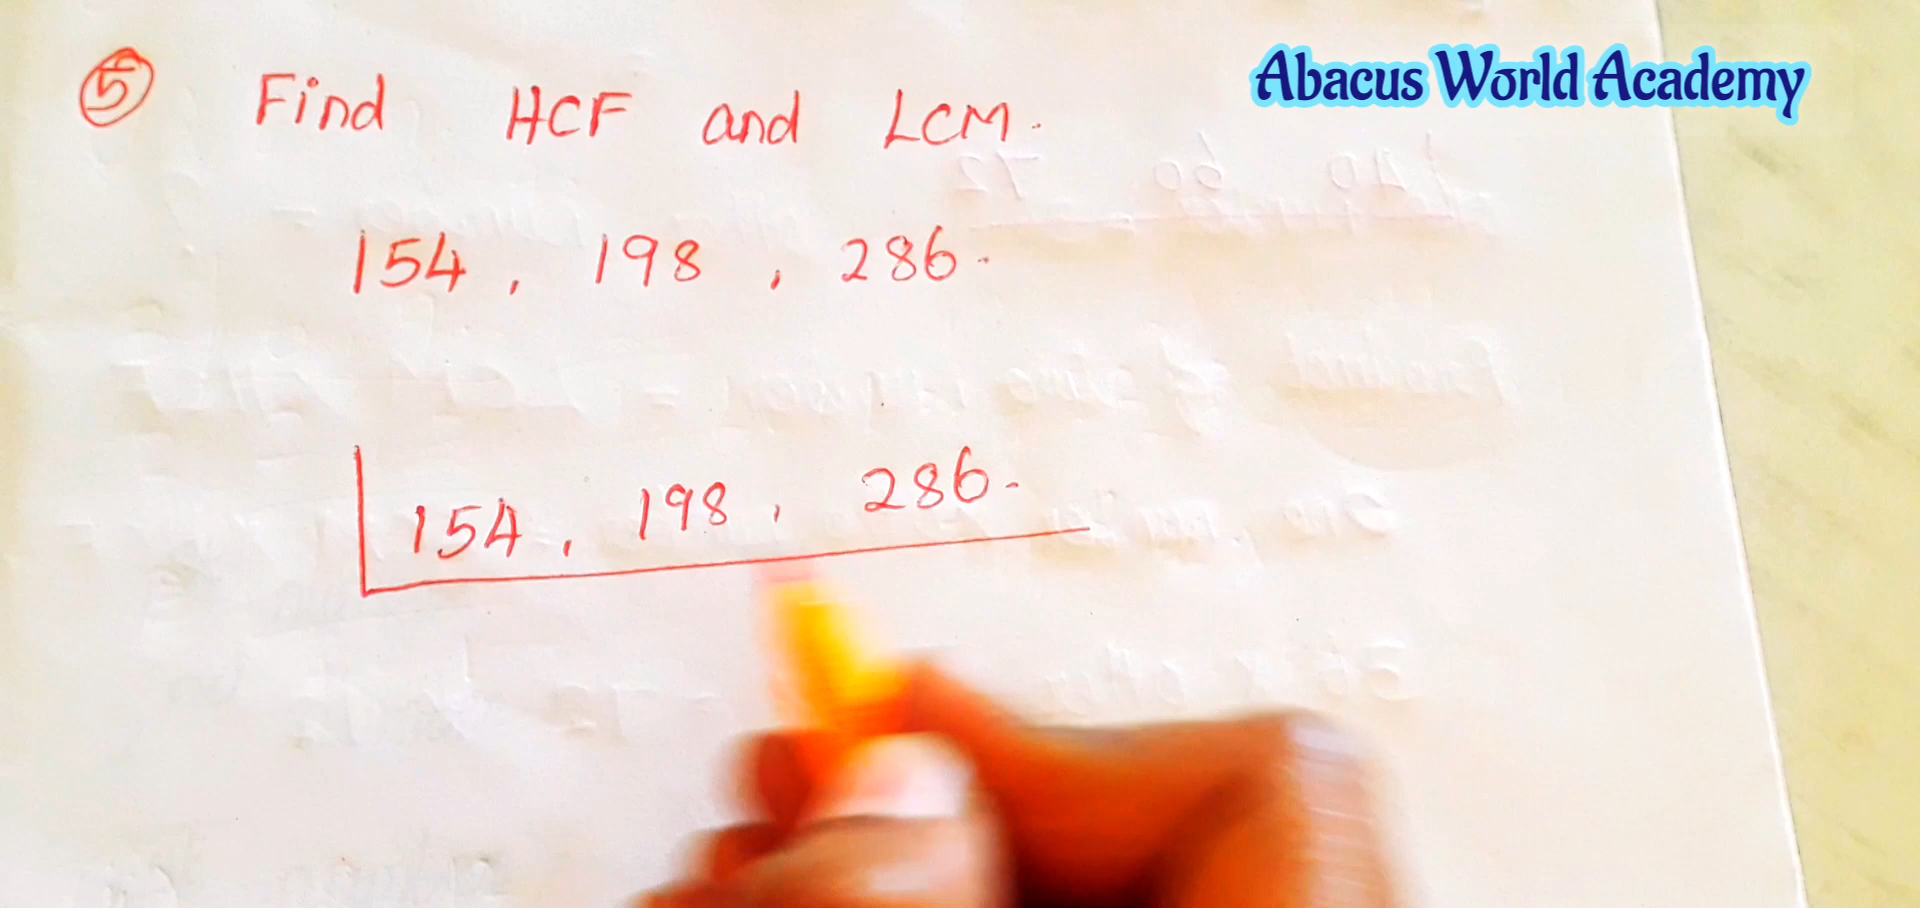 Abacus World Academy
5 Find HCF and LCM.
154, 198, 286.
154, 198, 286.